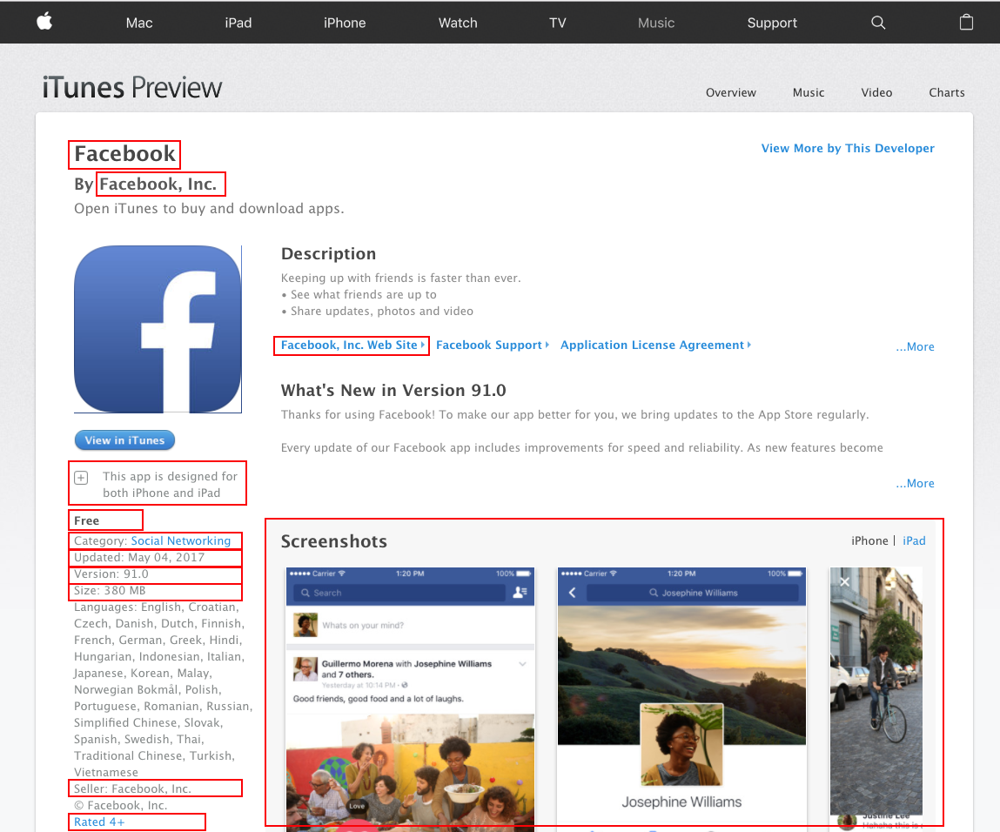 Mac iPad iPhone Watch TV Music Support
iTunes Preview
Overview Music Video Charts
Facebook
View More by This Developer
By Facebook, Inc.
Open iTunes to buy and download apps.
Description
Keeping up with friends is faster than ever.
• See what friends are up to
• Share updates, photos and video
Facebook, Inc. Web Site Facebook Support Application License Agreement
...More
What's New in Version 91.0
Thanks for using Facebook! To make our app better for you, we bring updates to the App Store regularly.
Every update of our Facebook app includes improvements for speed and reliability. As new features become
...More
View in iTunes
This app is designed for
both iPhone and iPad
Free
Category: Social Networking
Updated: May 04, 2017
Version: 91.0
Size: 380 MB
Languages: English, Croatian,
Czech, Danish, Dutch, Finnish,
French, German, Greek, Hindi,
Hungarian, Indonesian, Italian,
Japanese, Korean, Malay,
Norwegian Bokmål, Polish,
Portuguese, Romanian, Russian,
Simplified Chinese, Slovak,
Spanish, Swedish, Thai,
Traditional Chinese, Turkish,
Vietnamese
Seller: Facebook, Inc.
© Facebook, Inc.
Rated 4+
Screenshots
iPhone | iPad
Carrier 1:20 PM 100%
Search
Whats on your mind?
Guillermo Morena with Josephine Williams
and 7 others.
Yesterday at 10:14 PM •
Good friends, good food and a lot of laughs.
Love
Carrier 1:20 PM 100%
Josephine Williams
Josephine Williams
Justine Lee
Hahaha this is